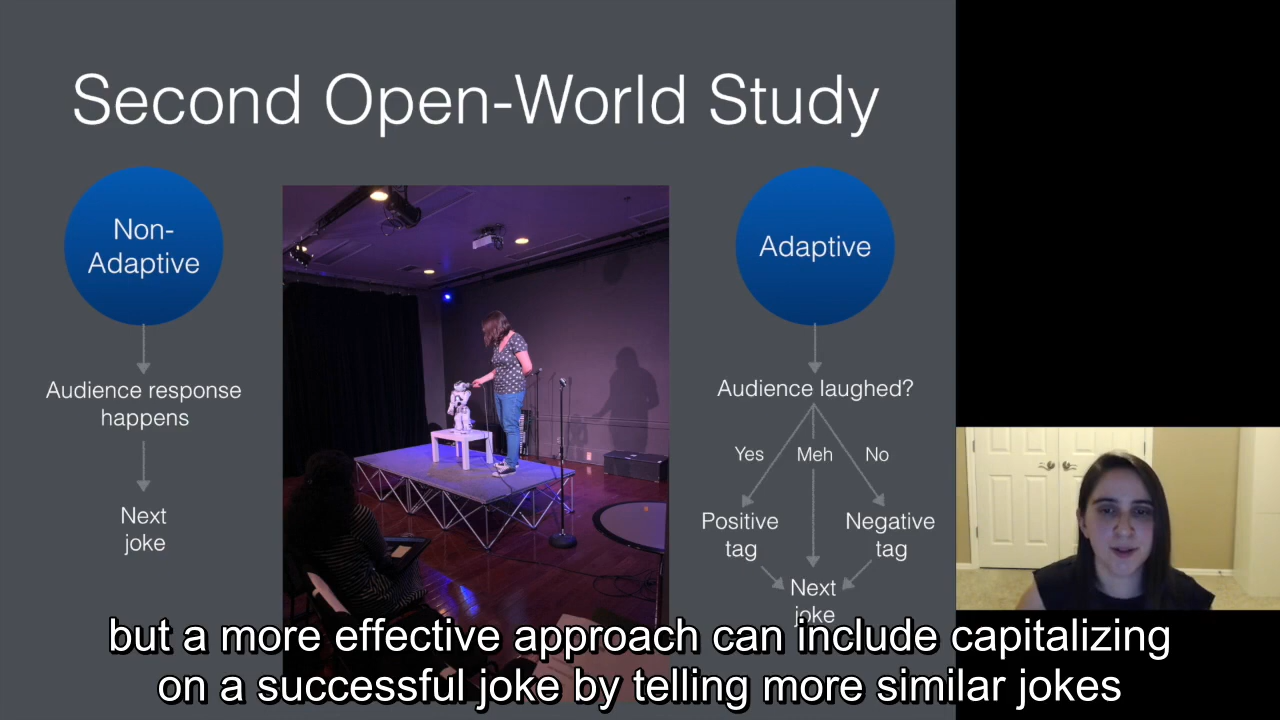 Second Open-World Study
Non-
Adaptive
Audience response
happens
Next
joke
Adaptive
Audience laughed?
Yes
Meh
No
Positive
tag
Negative
tag
Next
joke
but a more effective approach can include capitalizing
on a successful joke by telling more similar jokes